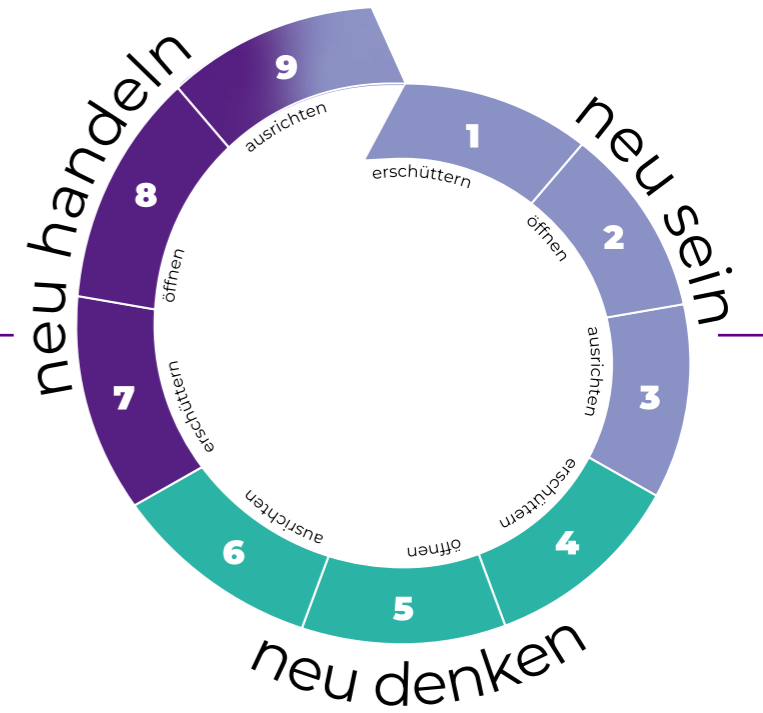 neu sein
1
erschüttern
2
öffnen
3
ausrichten
neu denken
4
erschüttern
5
öffnen
6
ausrichten
neu handeln
7
erschüttern
8
öffnen
9
ausrichten